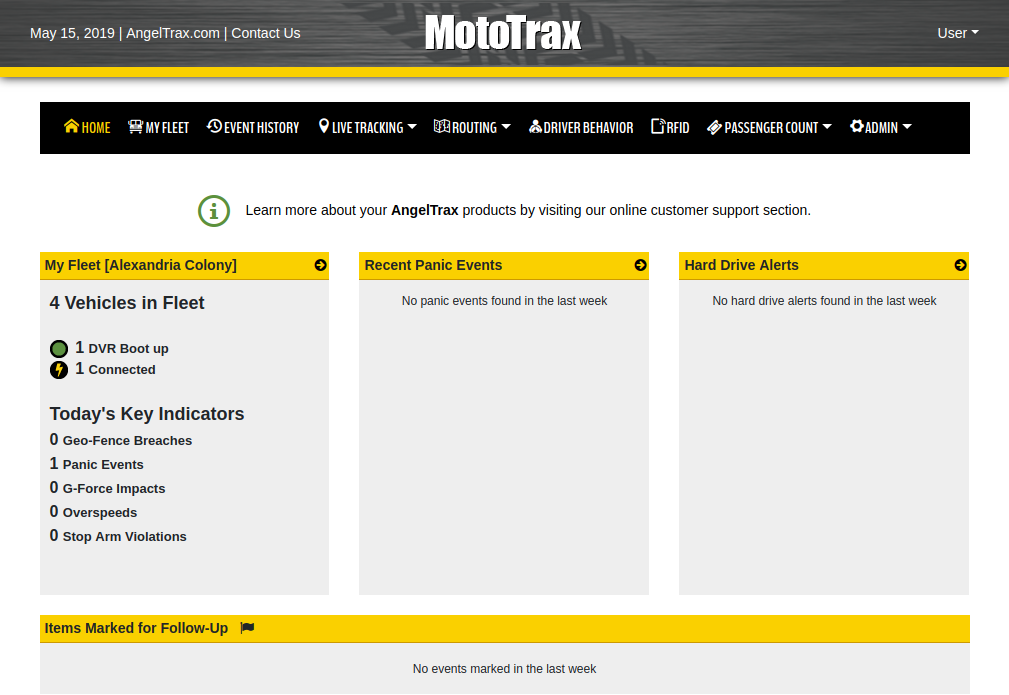 May 15, 2019 | AngelTrax.com | Contact Us
MotoTrax
User
HOME MY FLEET EVENT HISTORY LIVE TRACKING ROUTING DRIVER BEHAVIOR RFID PASSENGER COUNT ADMIN
Learn more about your AngelTrax products by visiting our online customer support section.
My Fleet [Alexandria Colony]
4 Vehicles in Fleet
1 DVR Boot up
1 Connected
Today's Key Indicators
0 Geo-Fence Breaches
1 Panic Events
0 G-Force Impacts
0 Overspeeds
0 Stop Arm Violations
Recent Panic Events
No panic events found in the last week
Hard Drive Alerts
No hard drive alerts found in the last week
Items Marked for Follow-Up
No events marked in the last week